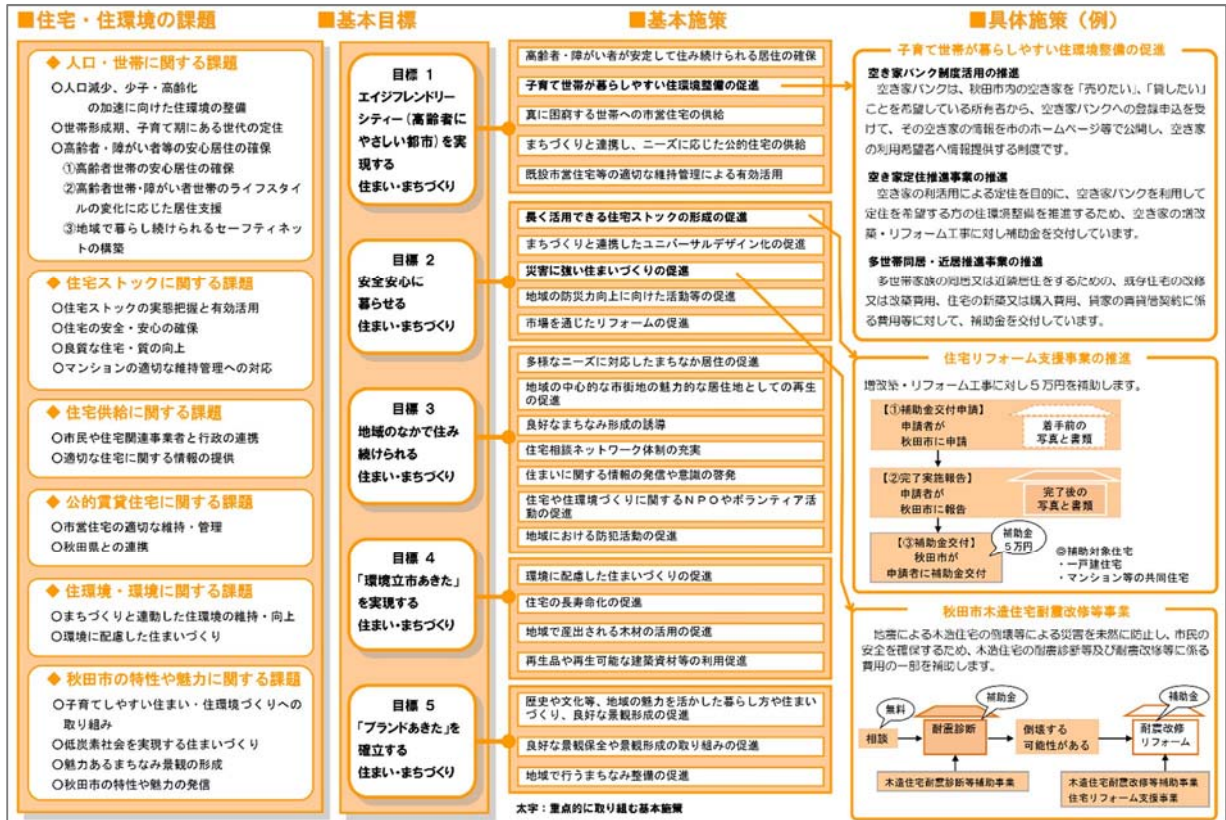 ■住宅・住環境の課題
■基本目標
■基本施策
■具体施策（例）
◆ 人口・世帯に関する課題
〇人口減少、少子・高齢化
の加速に向けた住環境の整備
〇世帯形成期、子育て期にある世代の定住
〇高齢者・障がい者等の安心居住の確保
①高齢者世帯の安心居住の確保
②高齢者世帯・障がい者世帯のライフスタイ
ルの変化に応じた居住支援
③地域で暮らし続けられるセーフティネッ
トの構築
◆ 住宅ストックに関する課題
〇住宅ストックの実態把握と有効活用
〇住宅の安全・安心の確保
〇良質な住宅・質の向上
〇マンションの適切な維持管理への対応
◆ 住宅供給に関する課題
〇市民や住宅関連事業者と行政の連携
〇適切な住宅に関する情報の提供
◆ 公的賃貸住宅に関する課題
〇市営住宅の適切な維持・管理
〇秋田県との連携
◆ 住環境・環境に関する課題
〇まちづくりと連動した住環境の維持・向上
〇環境に配慮した住まいづくり
◆ 秋田市の特性や魅力に関する課題
〇子育てしやすい住まい・住環境づくりへの
取り組み
〇低炭素社会を実現する住まいづくり
〇魅力あるまちなみ景観の形成
〇秋田市の特性や魅力の発信
目標 1
エイジフレンドリー
シティー（高齢者に
やさしい都市）を実
現する
住まい・まちづくり
目標 2
安全安心に
暮らせる
住まい・まちづくり
目標 3
地域のなかで住み
続けられる
住まい・まちづくり
目標 4
「環境立市あきた」
を実現する
住まい・まちづくり
目標 5
「ブランドあきた」を
確立する
住まい・まちづくり
高齢者・障がい者が安定して住み続けられる居住の確保
子育て世帯が暮らしやすい住環境整備の促進
真に困窮する世帯への市営住宅の供給
まちづくりと連携し、ニーズに応じた公的住宅の供給
既設市営住宅等の適切な維持管理による有効活用
長く活用できる住宅ストックの形成の促進
まちづくりと連携したユニバーサルデザイン化の促進
災害に強い住まいづくりの促進
地域の防災力向上に向けた活動等の促進
市場を通じたリフォームの促進
多様なニーズに対応したまちなか居住の促進
地域の中心的な市街地の魅力的な居住地としての再生
の促進
良好なまちなみ形成の誘導
住宅相談ネットワーク体制の充実
住まいに関する情報の発信や意識の啓発
住宅や住環境づくりに関するＮＰＯやボランティア活
動の促進
地域における防犯活動の促進
環境に配慮した住まいづくりの促進
住宅の長寿命化の促進
地域で産出される木材の活用の促進
再生品や再生可能な建築資材等の利用促進
歴史や文化等、地域の魅力を活かした暮らし方や住まい
づくり、良好な景観形成の促進
良好な景観保全や景観形成の取り組みの促進
地域で行うまちなみ整備の促進
太字：重点的に取り組む基本施策
子育て世帯が暮らしやすい住環境整備の促進
空き家バンク制度活用の推進
空き家バンクは、秋田市内の空き家を「売りたい」、「貸したい」
ことを希望している所有者から、空き家バンクへの登録申込を受
けて、その空き家の情報を市のホームページ等で公開し、空き家
の利用希望者へ情報提供する制度です。
空き家定住推進事業の推進
空き家の利活用による定住を目的に、空き家バンクを利用して
定住を希望する方の住環境整備を推進するため、空き家の増改
築・リフォーム工事に対し補助金を交付しています。
多世帯同居・近居推進事業の推進
多世帯家族の同居又は近隣居住をするための、既存住宅の改修
又は改築費用、住宅の新築又は購入費用、貸家の賃貸借契約に係
る費用等に対して、補助金を交付しています。
住宅リフォーム支援事業の推進
増改築・リフォーム工事に対し５万円を補助します。
【①補助金交付申請】
申請者が
秋田市に申請
着手前の
写真と書類
【②完了実施報告】
申請者が
秋田市に報告
完了後の
写真と書類
【③補助金交付】
秋田市が
申請者に補助金交付
補助金
５万円
◎補助対象住宅
・一戸建住宅
・マンション等の共同住宅
秋田市木造住宅耐震改修等事業
地震による木造住宅の倒壊等による災害を未然に防止し、市民の
安全を確保するため、木造住宅の耐震診断等及び耐震改修等に係る
費用の一部を補助します。
無料
補助金
補助金
相談
耐震診断
倒壊する
可能性がある
耐震改修
リフォーム
木造住宅耐震診断等補助事業
木造住宅耐震改修等補助事業
住宅リフォーム支援事業